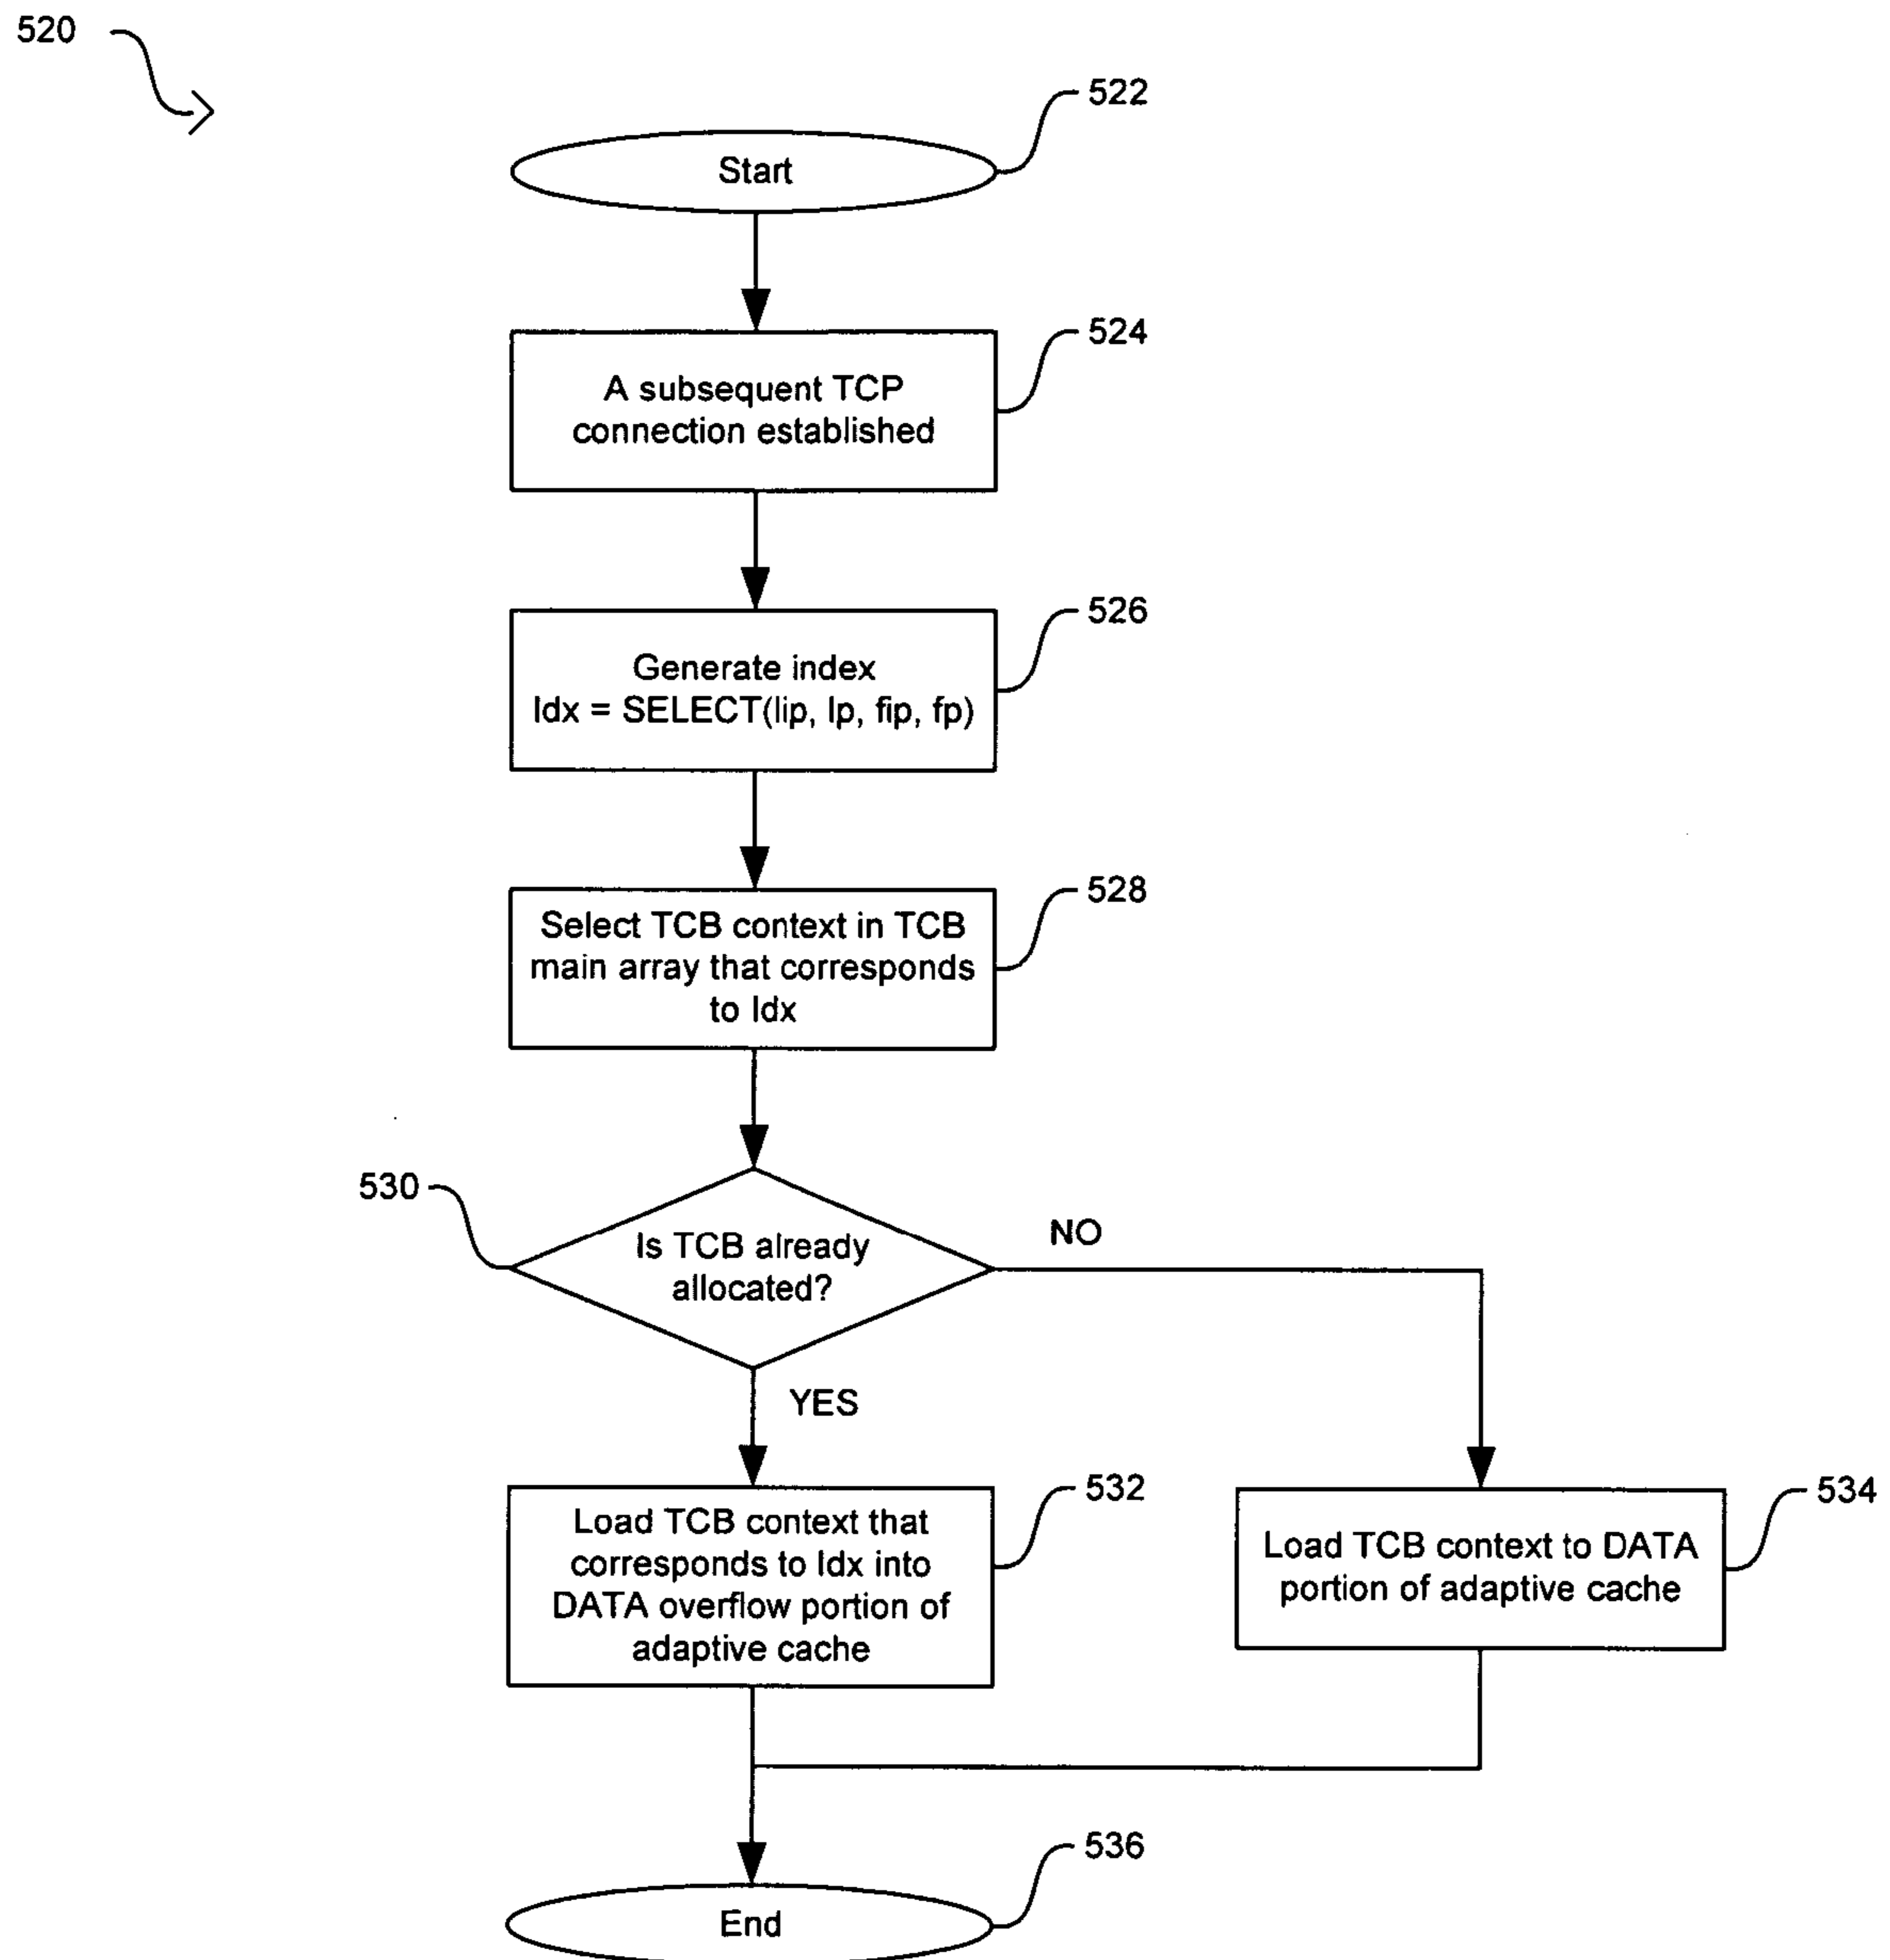 520
522
Start
524
A subsequent TCP
connection established
526
Generate index
Idx = SELECT(lip, lp, fip, fp)
528
Select TCB context in TCB
main array that corresponds
to Idx
530
Is TCB already
allocated?
NO
YES
532
Load TCB context that
corresponds to Idx into
DATA overflow portion of
adaptive cache
534
Load TCB context to DATA
portion of adaptive cache
536
End